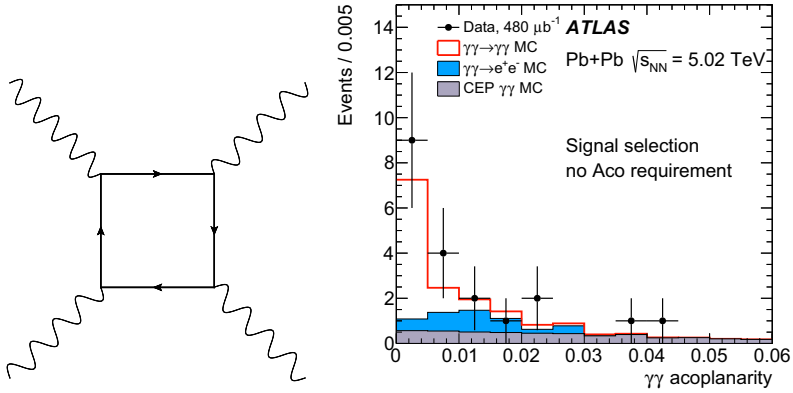 Data, 480 μb⁻¹
ATLAS
γγ→γγ MC
Pb+Pb √sNN = 5.02 TeV
γγ→e⁺e⁻ MC
CEP γγ MC
Signal selection
no Aco requirement
Events / 0.005
14
12
10
8
6
4
2
0
0 0.01 0.02 0.03 0.04 0.05 0.06
γγ acoplanarity